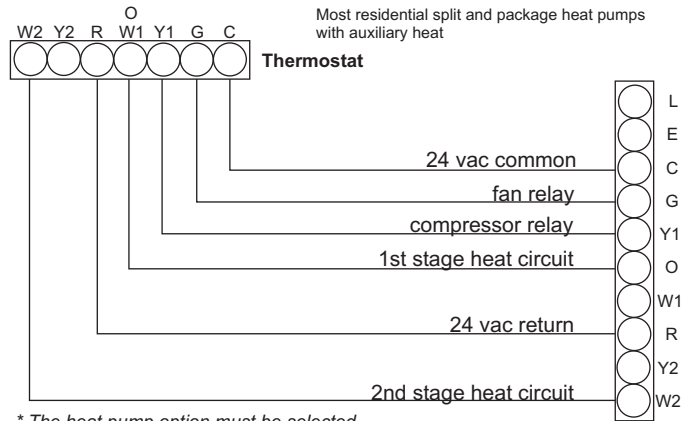 Most residential split and package heat pumps
with auxiliary heat
O
W2 Y2 R W1 Y1 G C
Thermostat
L
E
24 vac common C
fan relay G
compressor relay Y1
1st stage heat circuit O
W1
24 vac return R
Y2
2nd stage heat circuit W2
* The heat pump option must be selected